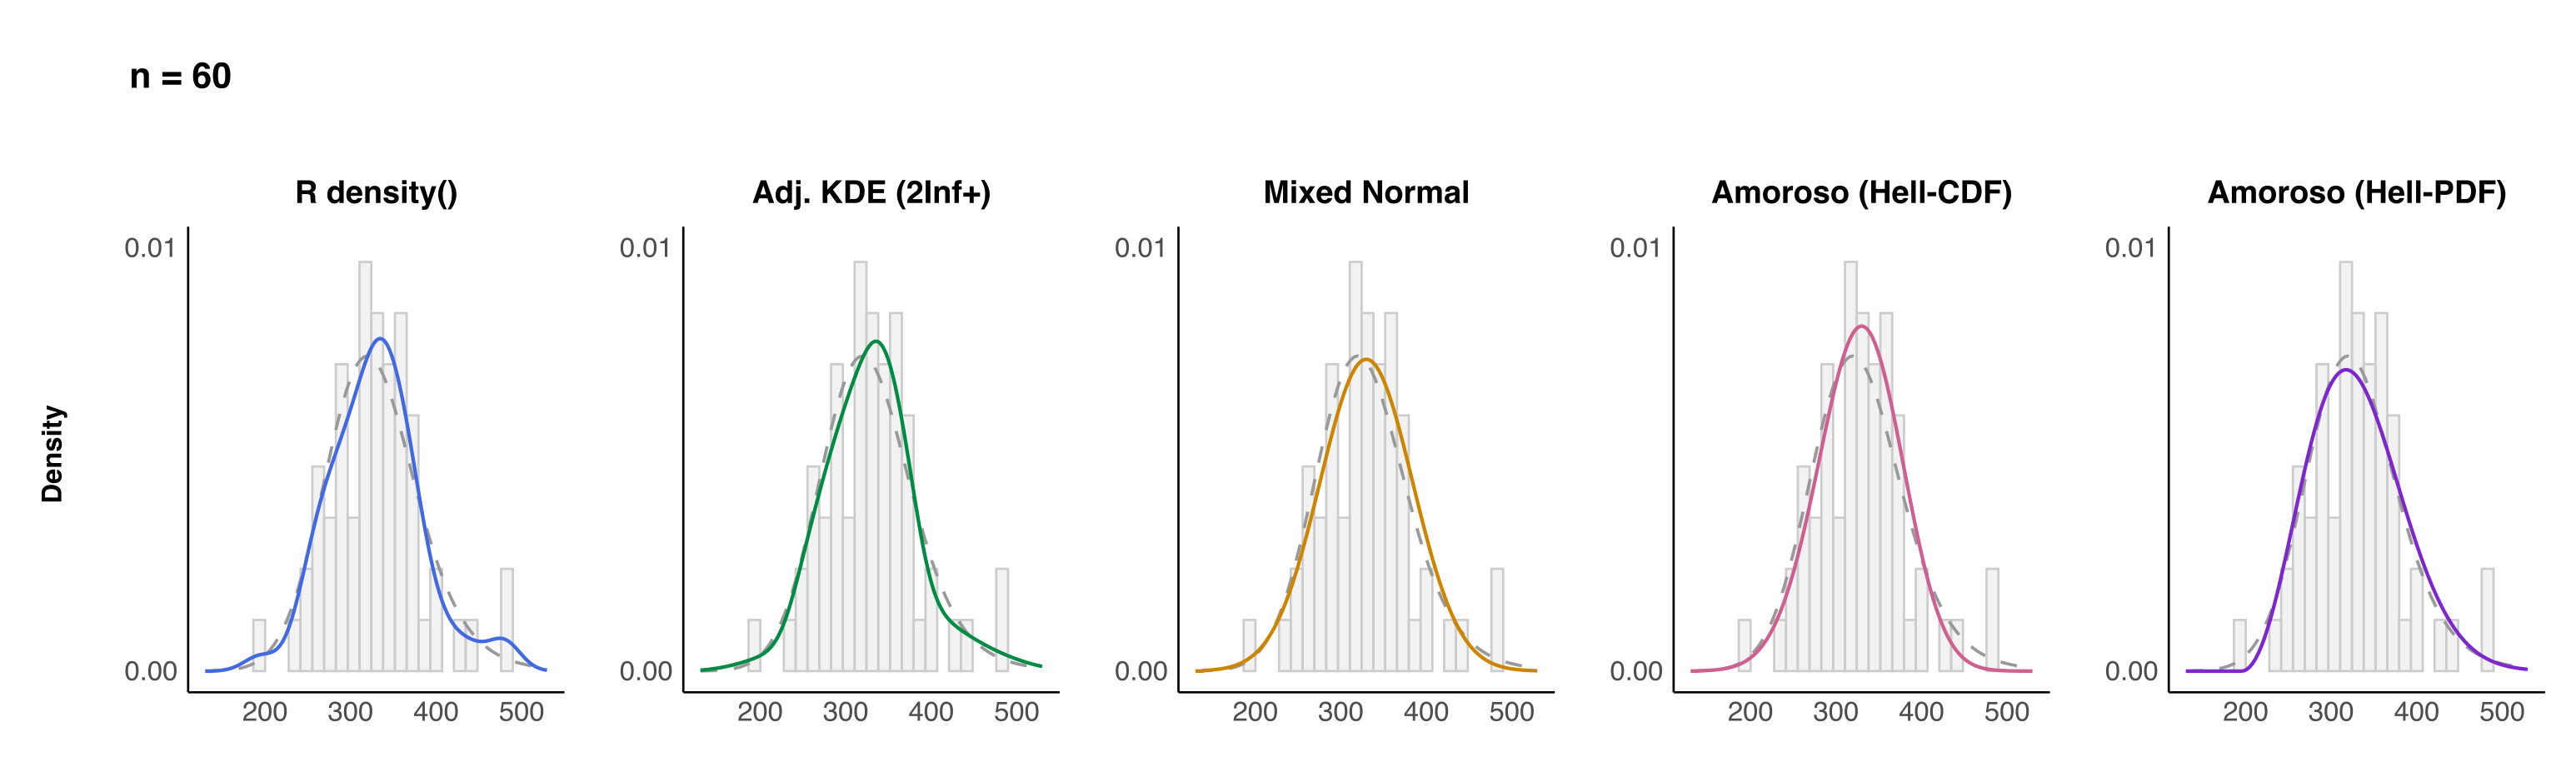 n = 60
R density()
Adj. KDE (2Inf+)
Mixed Normal
Amoroso (Hell-CDF)
Amoroso (Hell-PDF)
Density
0.01
0.00
200 300 400 500
0.01
0.00
200 300 400 500
0.01
0.00
200 300 400 500
0.01
0.00
200 300 400 500
0.01
0.00
200 300 400 500